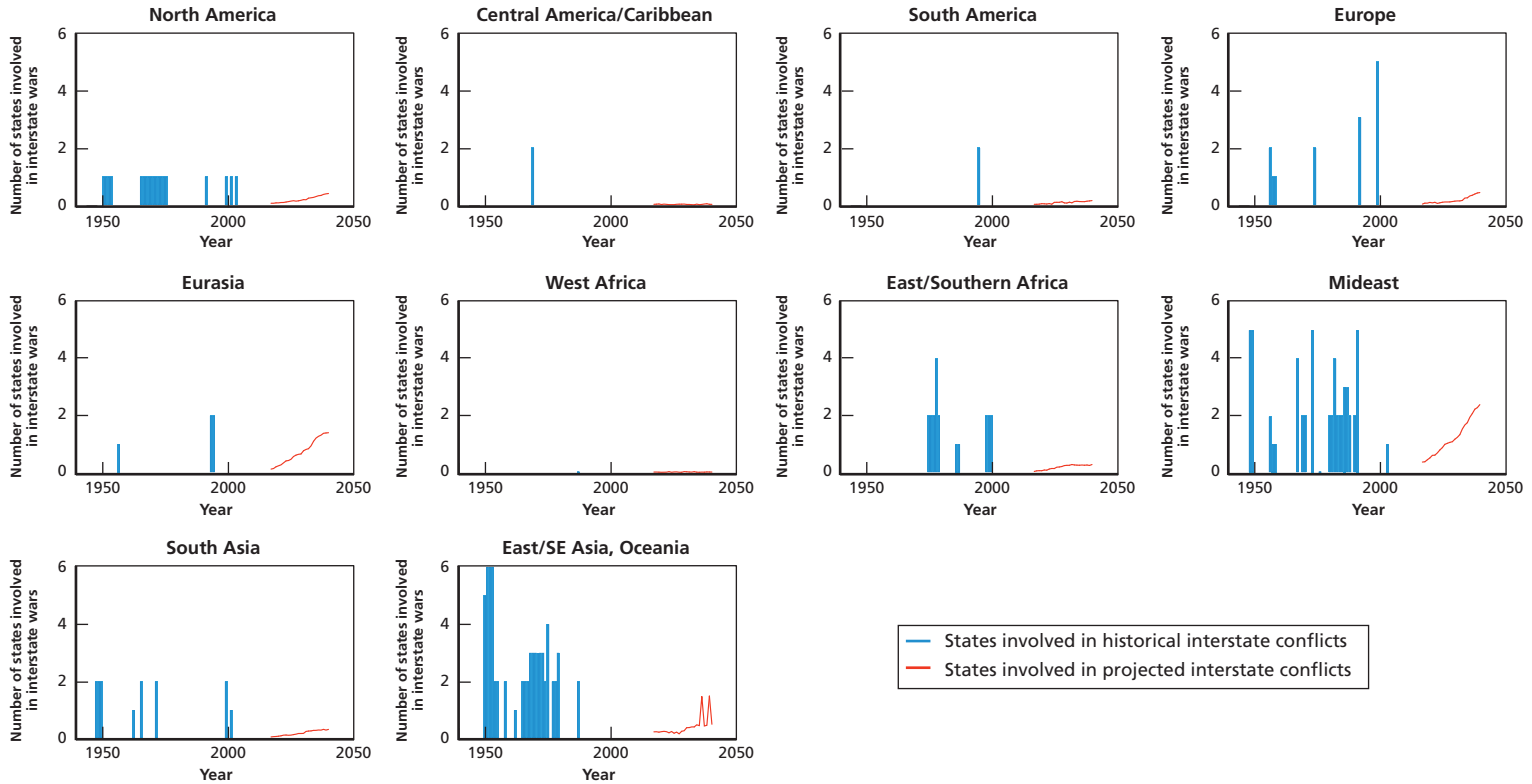 North America
Number of states involved
in interstate wars
6
4
2
0
1950
2000
2050
Year
Central America/Caribbean
Number of states involved
in interstate wars
6
4
2
0
1950
2000
2050
Year
South America
Number of states involved
in interstate wars
6
4
2
0
1950
2000
2050
Year
Europe
Number of states involved
in interstate wars
6
4
2
0
1950
2000
2050
Year
Eurasia
Number of states involved
in interstate wars
6
4
2
0
1950
2000
2050
Year
West Africa
Number of states involved
in interstate wars
6
4
2
0
1950
2000
2050
Year
East/Southern Africa
Number of states involved
in interstate wars
6
4
2
0
1950
2000
2050
Year
Mideast
Number of states involved
in interstate wars
6
4
2
0
1950
2000
2050
Year
South Asia
Number of states involved
in interstate wars
6
4
2
0
1950
2000
2050
Year
East/SE Asia, Oceania
Number of states involved
in interstate wars
6
4
2
0
1950
2000
2050
Year
States involved in historical interstate conflicts
States involved in projected interstate conflicts